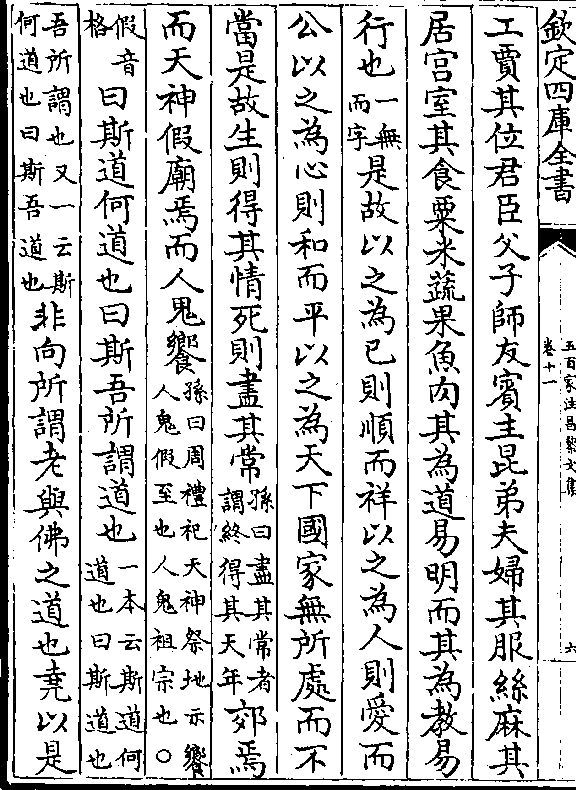 欽定四庫全書
五百家注昌黎文集
卷十一
六
工賈其位君臣父子師友賓主昆弟夫婦其服絲麻其
居宫室其食粟米蔬果魚肉其為道易明而其為教易
行也一無而字是故以之為已則順而祥以之為人則愛而
公以之為心則和而平以之為天下國家無所處而不
當是故生則得其情死則盡其常孫曰盡其常者謂終得其天年郊焉
而天神假廟焉而人鬼饗孫曰周禮祀天神祭地示饗人鬼假至也人鬼祖宗也○
假音格曰斯道何道也曰斯吾所謂道也一本云斯道何道也曰斯道也
吾所謂也又一云斯何道也曰斯吾道也非向所謂老與佛之道也堯以是